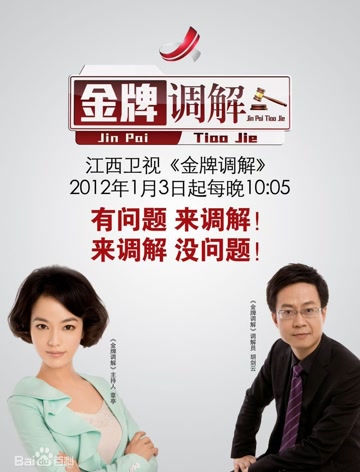 金牌调解
Jin Pai Tiao Jie
Jin Pai Tiao Jie
江西卫视《金牌调解》
2012年1月3日起每晚10:05
有问题 来调解！
来调解 没问题！
《金牌调解》主持人 章亭
《金牌调解》调解员 胡剑云
Baidu百科